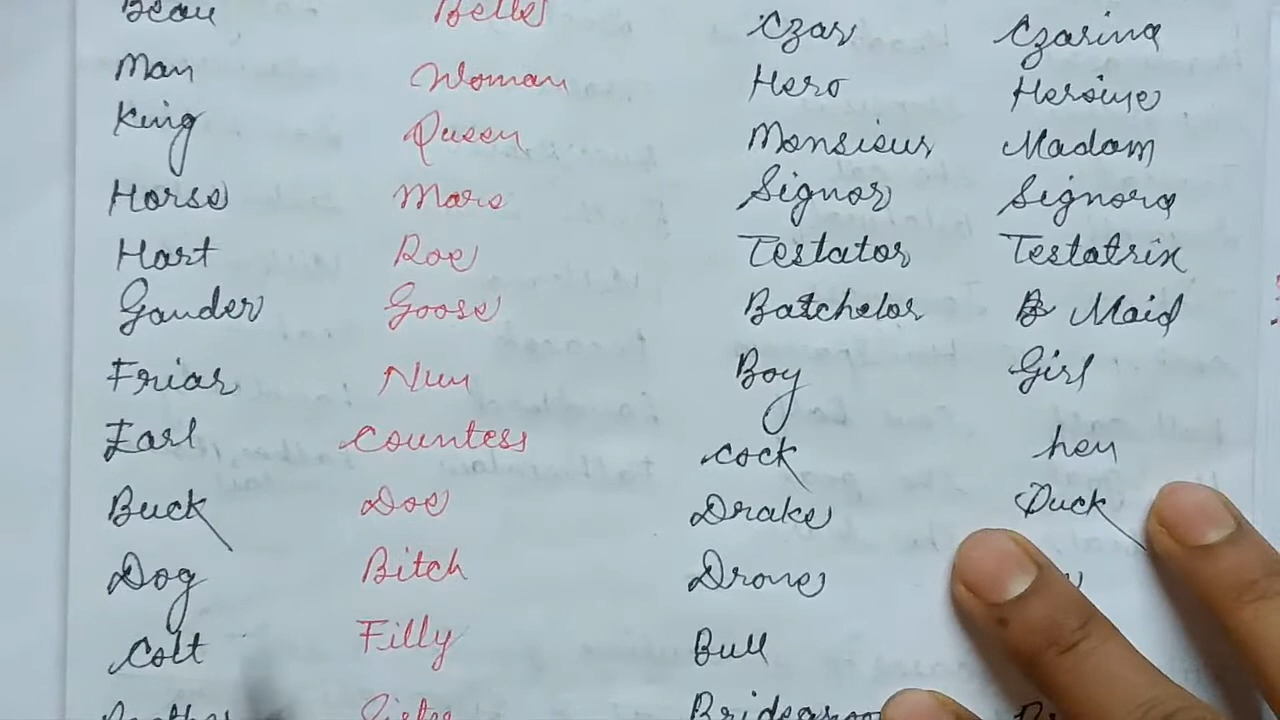 Beau Belle
Man Woman
King Queen
Horse Mare
Hart Roe
Gander Goose
Friar Nun
Earl Countess
Buck Doe
Dog Bitch
Colt Filly
Czar Czarina
Hero Heroine
Monsieur Madam
Signor Signora
Testator Testatrix
Batchelor Maid
Boy Girl
cock hen
Drake Duck
Drone
Bull